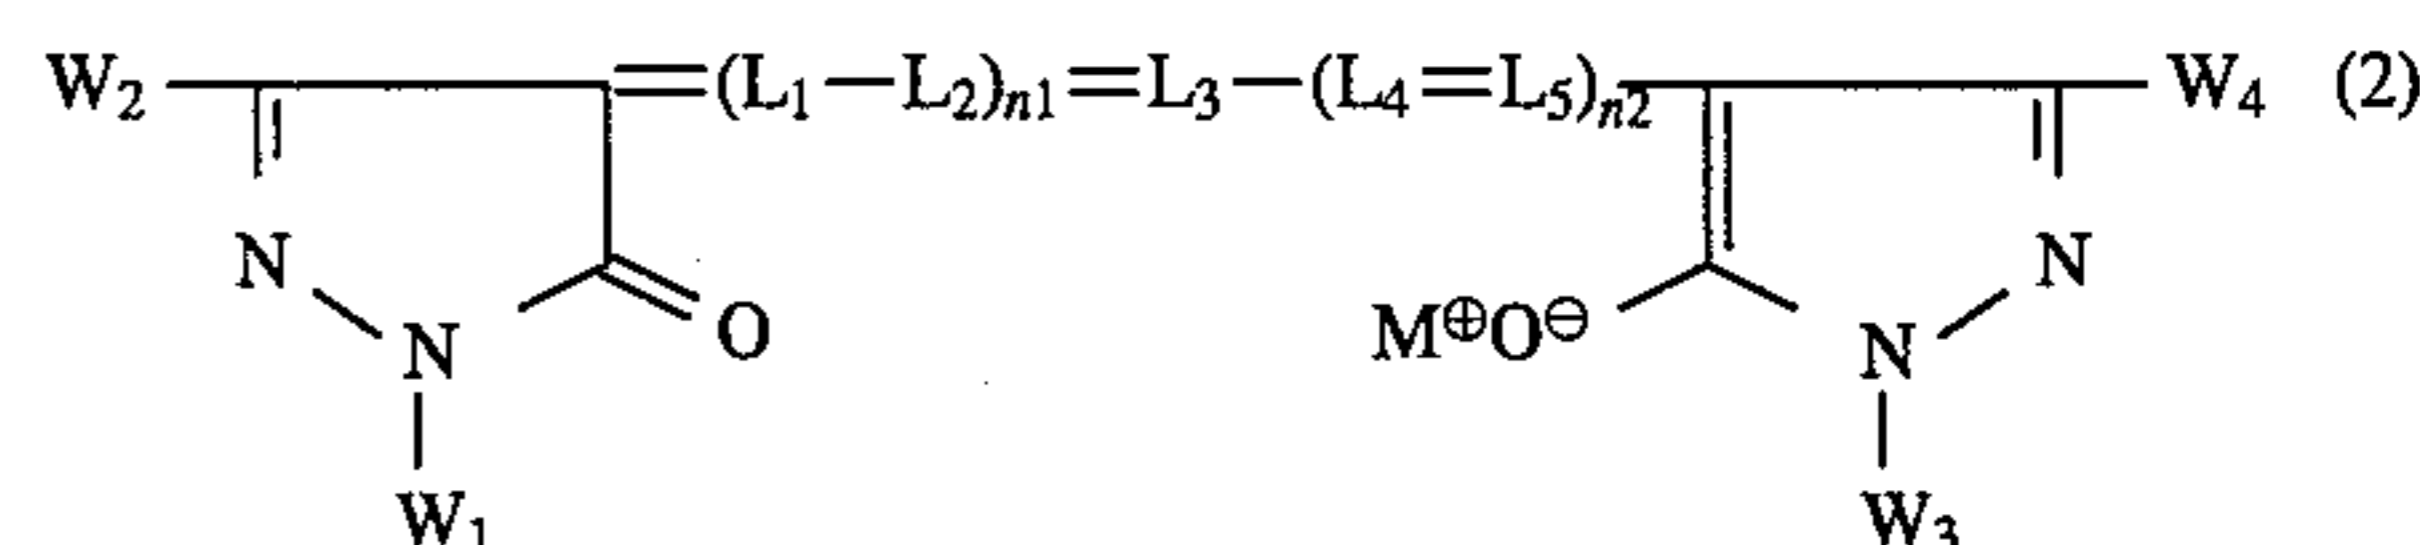 W₂ =(L₁—L₂)ₙ₁=L₃—(L₄=L₅)ₙ₂ W₄ (2)
N N
N O M⊕O⊖ N
W₁ W₃